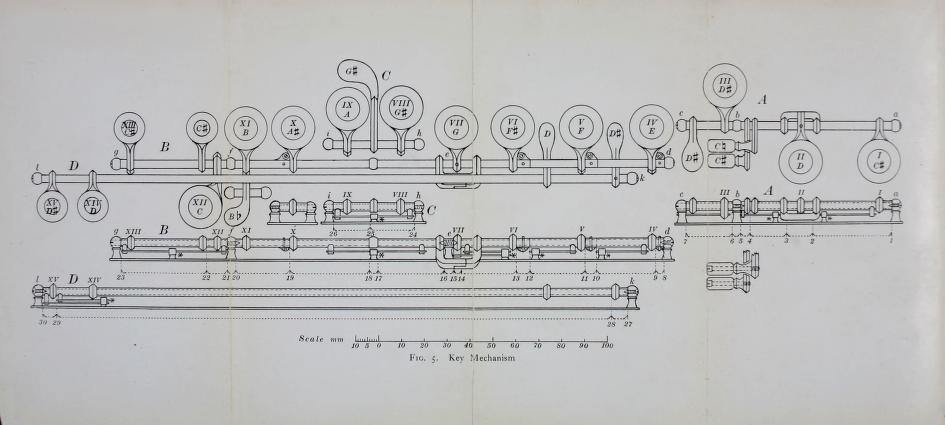 G♯ C
III D♯ A
IX A
VIII G♯
XIII C♯ XI B X A♯ i h VII G VI F♯ D V F D♯ IV E
c b a
B g f e d
D♯ C♯ C♯ II D I C♯
l D k
XV D♯ XIV D XII C B♭
i IX VIII h C
26 25 24
c III b A II I a
7 6 5 4 3 2 1
B
g XIII XII f XI X e VII VI V IV d
23 22 21 20 19 18 17 16 15 14 13 12 11 10 9 8
l XV D XIV k
30 29 28 27
Scale mm 10 5 0 10 20 30 40 50 60 70 80 90 100
FIG. 5. Key Mechanism